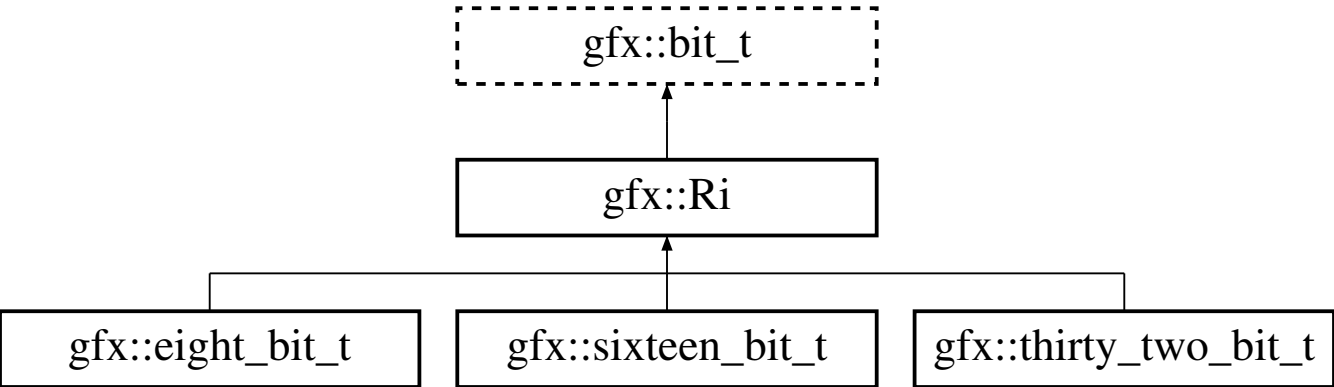 gfx::bit_t
gfx::Ri
gfx::eight_bit_t
gfx::sixteen_bit_t
gfx::thirty_two_bit_t